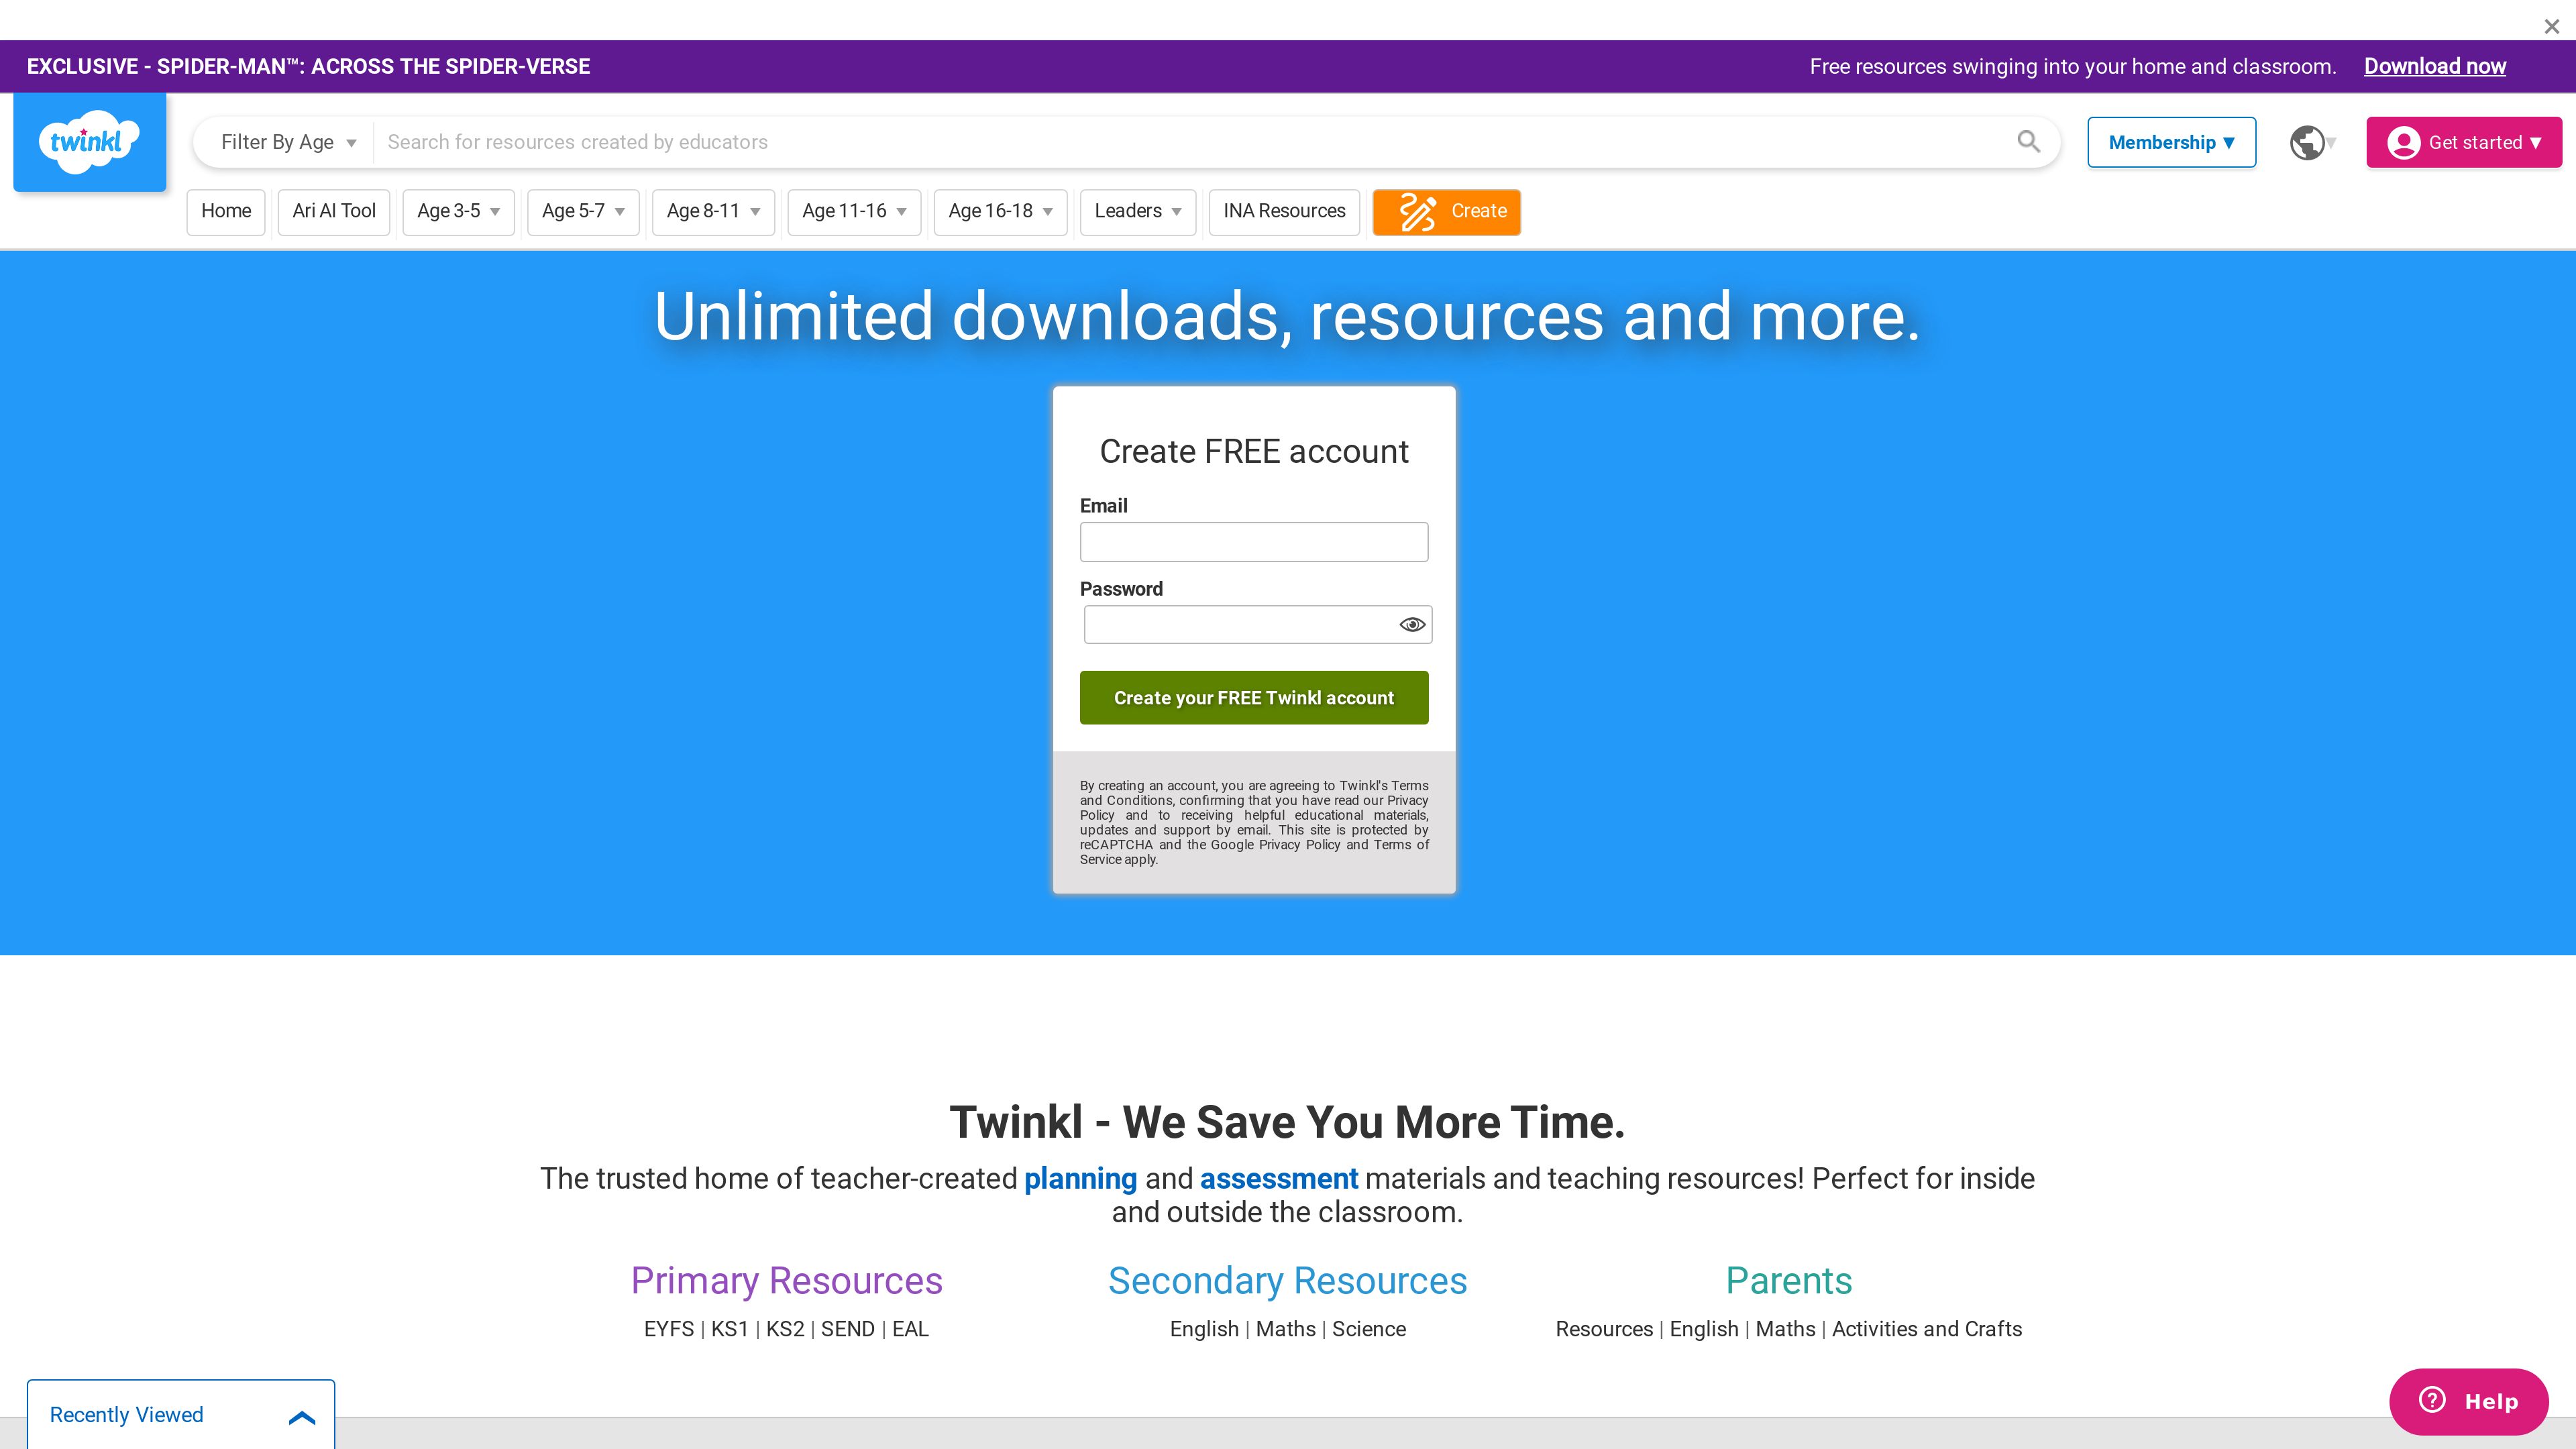 EXCLUSIVE - SPIDER-MAN™: ACROSS THE SPIDER-VERSE
Free resources swinging into your home and classroom. Download now
twinkl
Filter By Age
Search for resources created by educators
Membership
Get started
Home
Ari AI Tool
Age 3-5
Age 5-7
Age 8-11
Age 11-16
Age 16-18
Leaders
INA Resources
Create
Unlimited downloads, resources and more.
Create FREE account
Email
Password
Create your FREE Twinkl account
By creating an account, you are agreeing to Twinkl's Terms
and Conditions, confirming that you have read our Privacy
Policy and to receiving helpful educational materials,
updates and support by email. This site is protected by
reCAPTCHA and the Google Privacy Policy and Terms of
Service apply.
Twinkl - We Save You More Time.
The trusted home of teacher-created planning and assessment materials and teaching resources! Perfect for inside
and outside the classroom.
Primary Resources
EYFS | KS1 | KS2 | SEND | EAL
Secondary Resources
English | Maths | Science
Parents
Resources | English | Maths | Activities and Crafts
Recently Viewed
Help